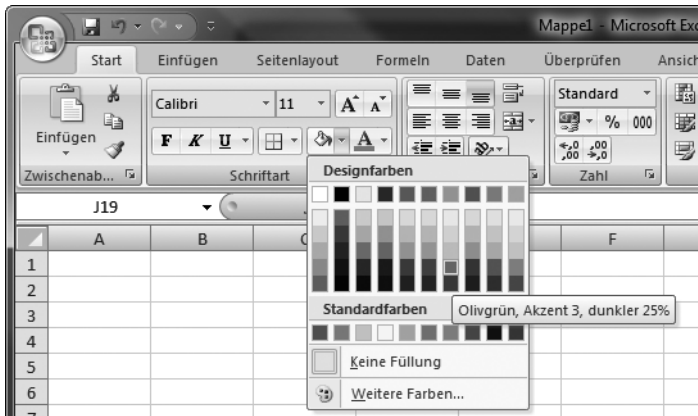 Mappe1 - Microsoft Exc
Start Einfügen Seitenlayout Formeln Daten Überprüfen Ansich
Calibri 11 A A Standard
Einfügen F K U A % 000
Zwischenab... Schriftart Zahl
J19
A B C F
Designfarben
1
2
3
4
5
6
Standardfarben
Olivgrün, Akzent 3, dunkler 25%
Keine Füllung
Weitere Farben...